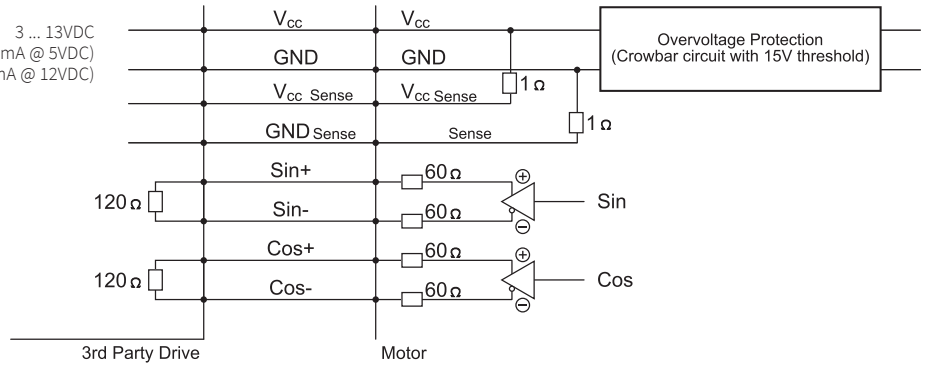 3 ... 13VDC
mA @ 5VDC)
mA @ 12VDC)
Vcc Vcc
GND GND
Vcc Sense Vcc Sense
GND Sense Sense
Overvoltage Protection
(Crowbar circuit with 15V threshold)
1 Ω
1 Ω
Sin+ 60 Ω
120 Ω Sin
Sin- 60 Ω
Cos+ 60 Ω
120 Ω Cos
Cos- 60 Ω
3rd Party Drive Motor